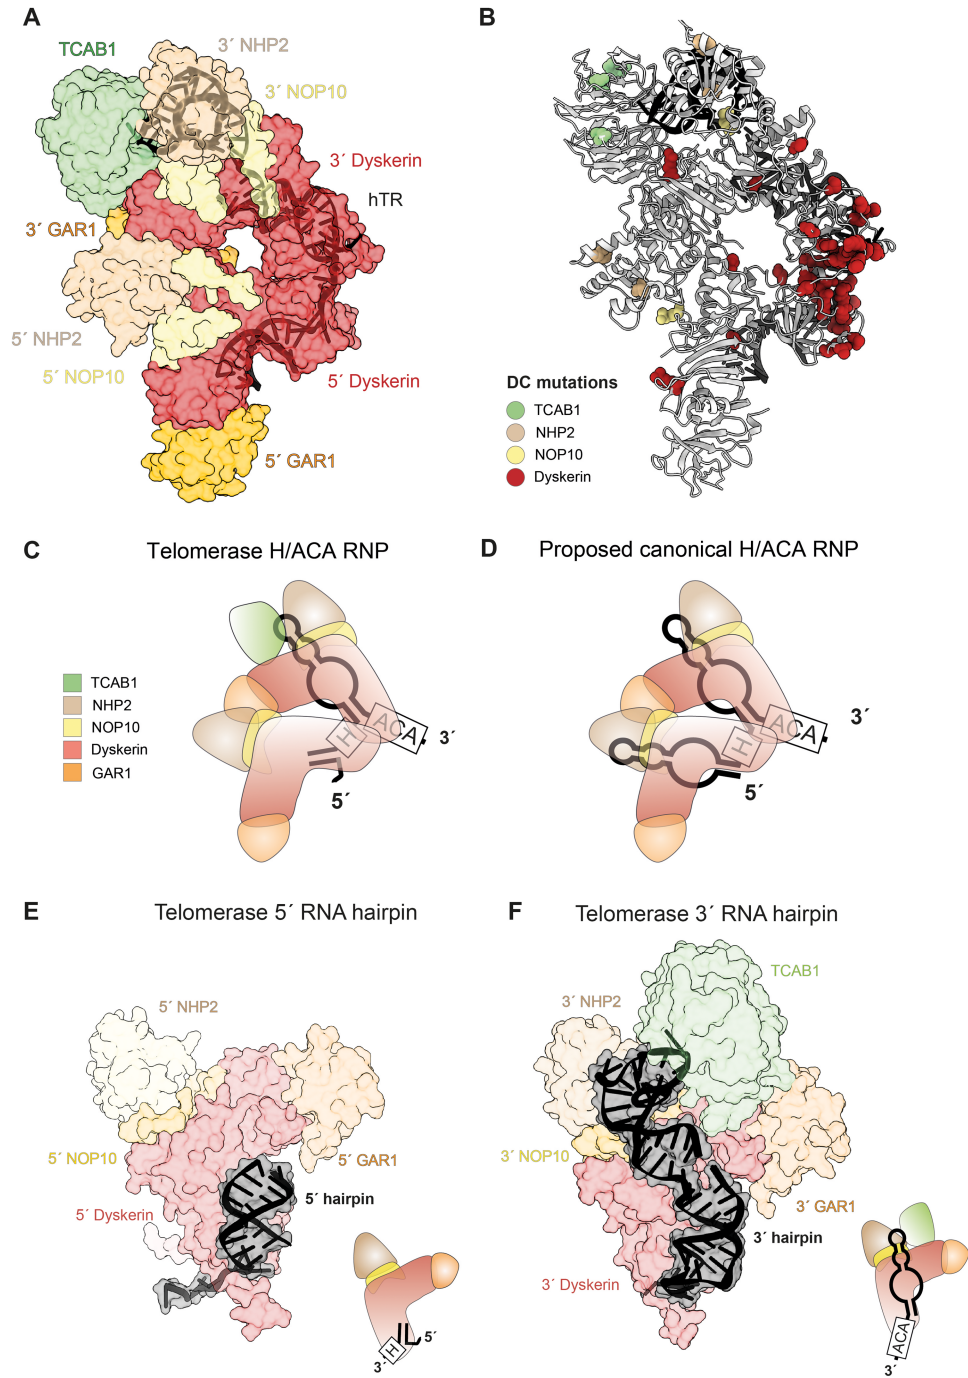 A
TCAB1
3´ NHP2
3´ NOP10
3´ Dyskerin
hTR
3´ GAR1
5´ NHP2
5´ NOP10
5´ Dyskerin
5´ GAR1
B
DC mutations
TCAB1
NHP2
NOP10
Dyskerin
C
Telomerase H/ACA RNP
TCAB1
NHP2
NOP10
Dyskerin
GAR1
H
ACA
3´
5´
D
Proposed canonical H/ACA RNP
H
ACA
3´
5´
E
Telomerase 5´ RNA hairpin
5´ NHP2
5´ NOP10
5´ GAR1
5´ hairpin
5´ Dyskerin
H
5´
3´
F
Telomerase 3´ RNA hairpin
TCAB1
3´ NHP2
3´ NOP10
3´ GAR1
3´ hairpin
3´ Dyskerin
ACA
3´